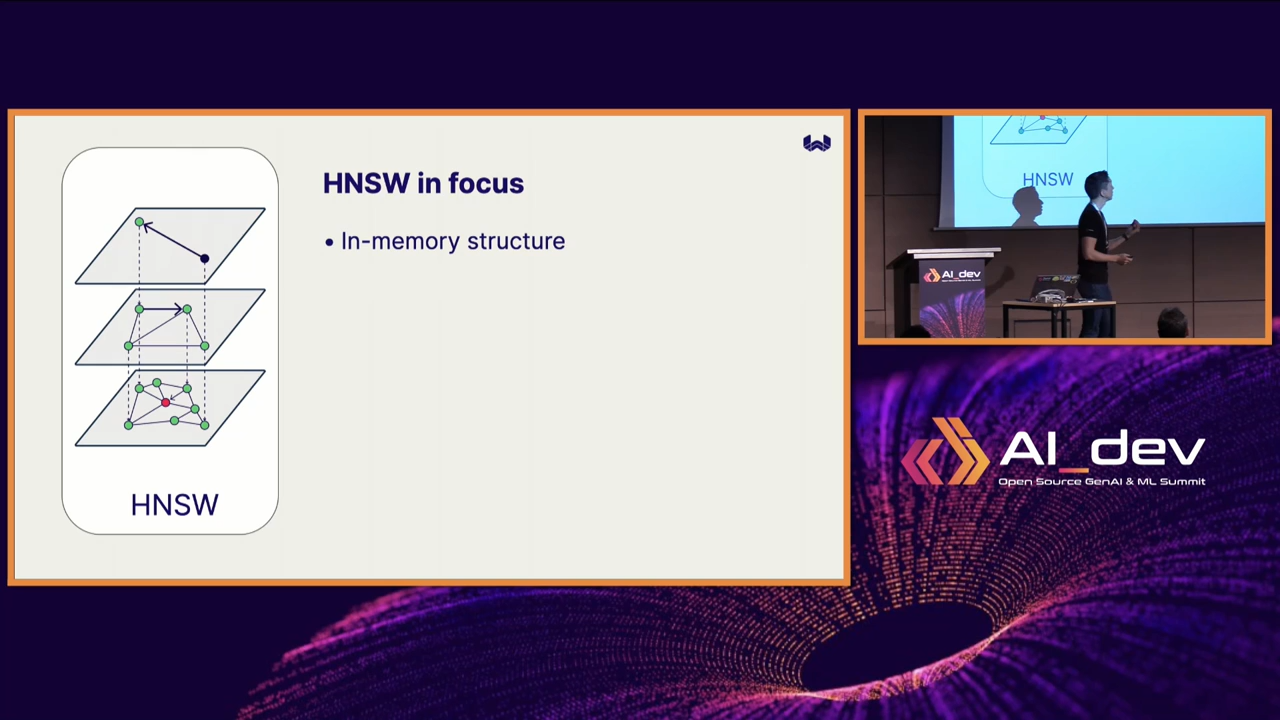 HNSW in focus
• In-memory structure
HNSW
HNSW
AI_dev
AI_dev
Open Source GenAI & ML Summit